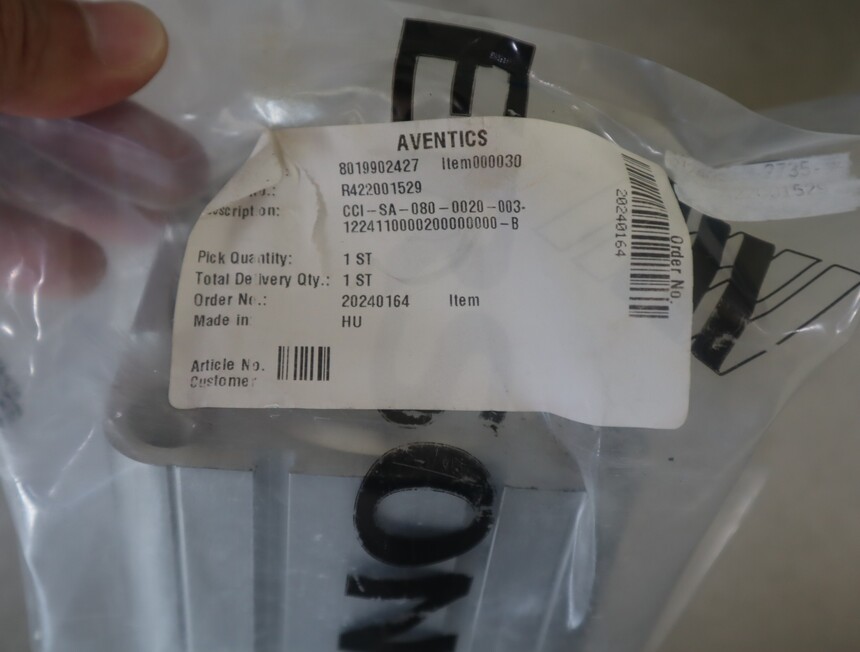 AVENTICS
8019902427 Item000030
R422001529
CCI-SA-080-0020-003-
1224110000200000000-B
Pick Quantity: 1 ST
Total Delivery Qty.: 1 ST
Order No.: 20240164 Item
Made in HU
Article No.
Customer
20240164
Order No.
E
ON